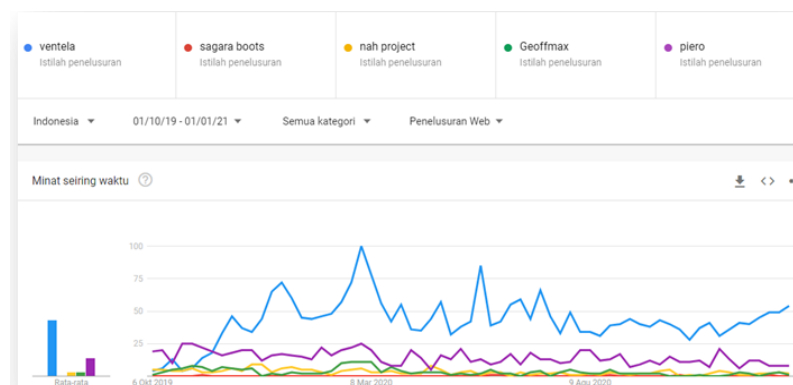 ventela
Istilah penelusuran
sagara boots
Istilah penelusuran
nah project
Istilah penelusuran
Geoffmax
Istilah penelusuran
piero
Istilah penelusuran
Indonesia
01/10/19 - 01/01/21
Semua kategori
Penelusuran Web
Minat seiring waktu
100
75
50
25
Rata-rata
6 Okt 2019
8 Mar 2020
9 Agu 2020